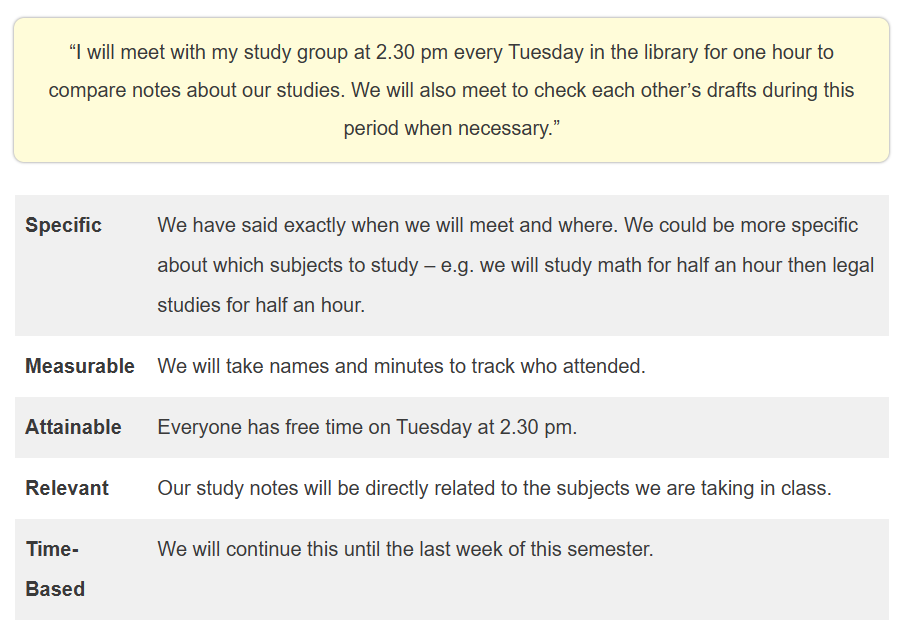 “I will meet with my study group at 2.30 pm every Tuesday in the library for one hour to
compare notes about our studies. We will also meet to check each other’s drafts during this
period when necessary.”
Specific We have said exactly when we will meet and where. We could be more specific
about which subjects to study – e.g. we will study math for half an hour then legal
studies for half an hour.
Measurable We will take names and minutes to track who attended.
Attainable Everyone has free time on Tuesday at 2.30 pm.
Relevant Our study notes will be directly related to the subjects we are taking in class.
Time- We will continue this until the last week of this semester.
Based